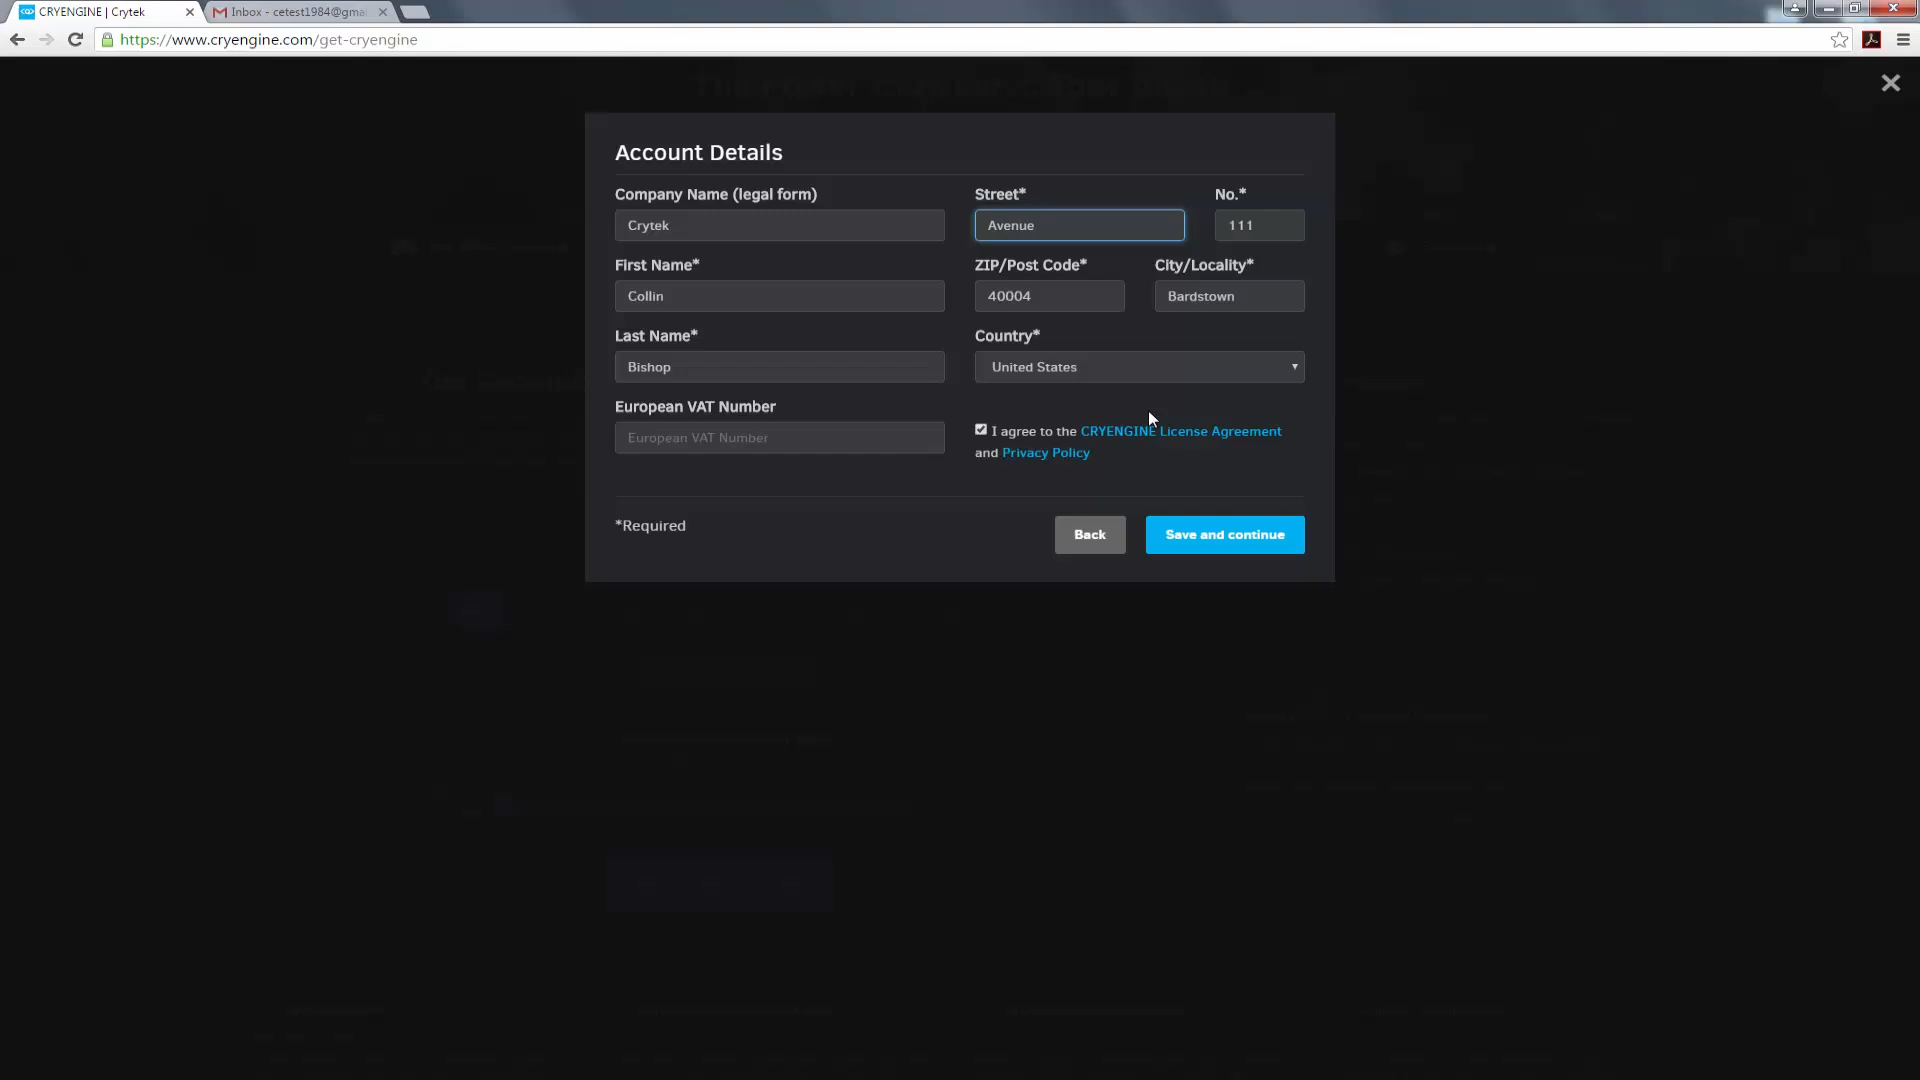 CRYENGINE | Crytek
Inbox - cetest1984@gma
https://www.cryengine.com/get-cryengine
Account Details
Company Name (legal form)
Street*
No.*
Crytek
Avenue
111
First Name*
ZIP/Post Code*
City/Locality*
Collin
40004
Bardstown
Last Name*
Country*
Bishop
United States
European VAT Number
European VAT Number
I agree to the CRYENGINE License Agreement
and Privacy Policy
*Required
Back
Save and continue